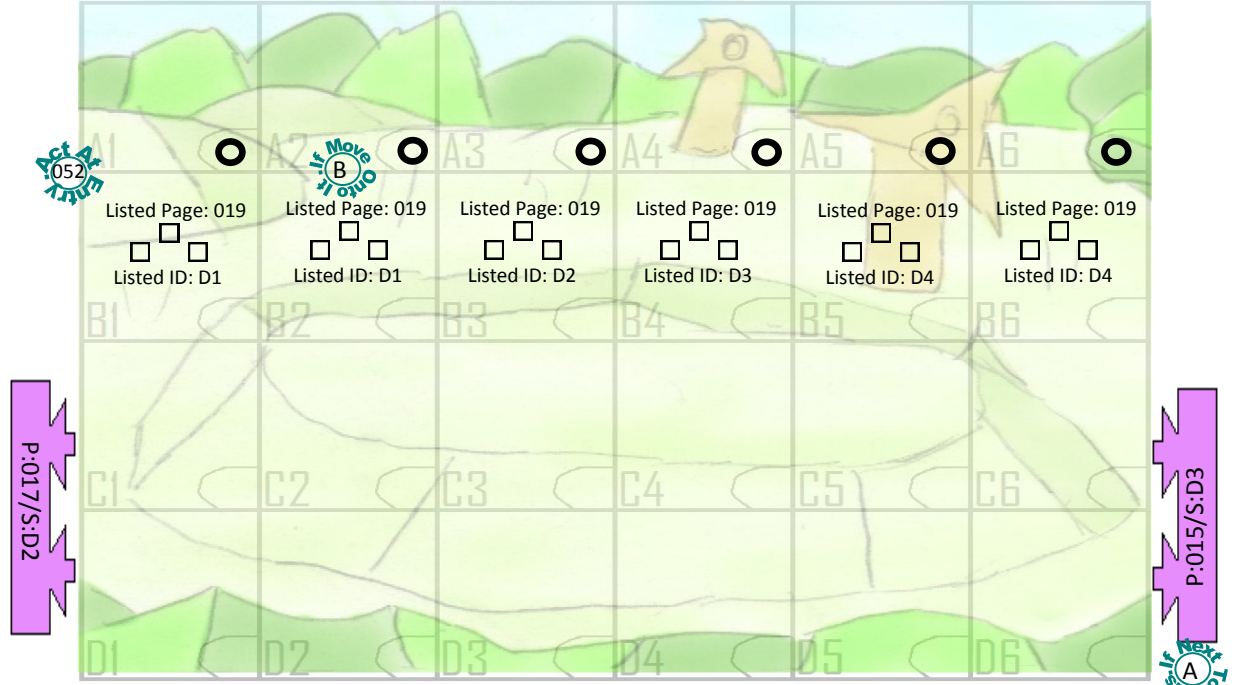 A1 A2 A3 A4 A5 A6
Act At Entry.
052
If Move Onto It.
B
Listed Page: 019 Listed Page: 019 Listed Page: 019 Listed Page: 019 Listed Page: 019 Listed Page: 019
Listed ID: D1 Listed ID: D1 Listed ID: D2 Listed ID: D3 Listed ID: D4 Listed ID: D4
B1 B2 B3 B4 B5 B6
P:017/S:D2
P:015/S:D3
C1 C2 C3 C4 C5 C6
D1 D2 D3 D4 D5 D6
If Next
A